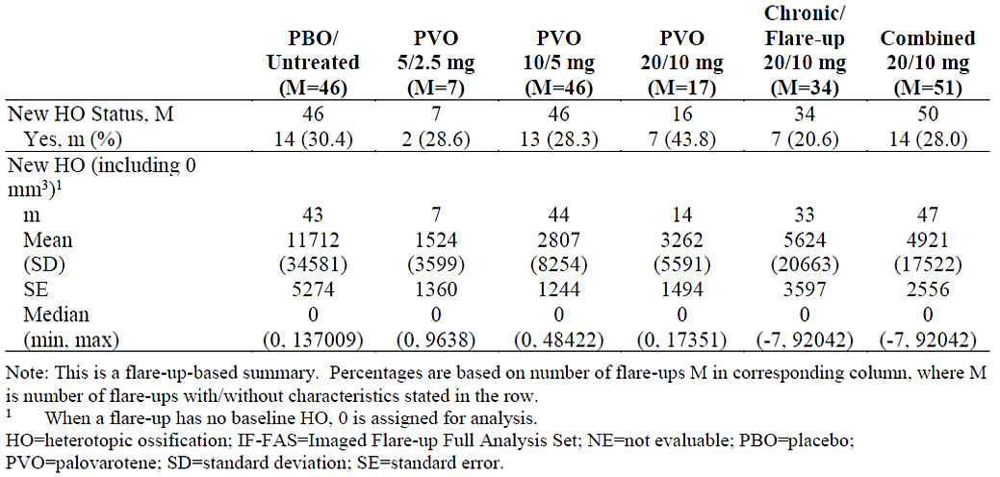 Chronic/
PBO/ PVO PVO PVO Flare-up Combined
Untreated 5/2.5 mg 10/5 mg 20/10 mg 20/10 mg 20/10 mg
(M=46) (M=7) (M=46) (M=17) (M=34) (M=51)
New HO Status, M 46 7 46 16 34 50
Yes, m (%) 14 (30.4) 2 (28.6) 13 (28.3) 7 (43.8) 7 (20.6) 14 (28.0)
New HO (including 0
mm³)¹
m 43 7 44 14 33 47
Mean 11712 1524 2807 3262 5624 4921
(SD) (34581) (3599) (8254) (5591) (20663) (17522)
SE 5274 1360 1244 1494 3597 2556
Median 0 0 0 0 0 0
(min, max) (0, 137009) (0, 9638) (0, 48422) (0, 17351) (-7, 92042) (-7, 92042)
Note: This is a flare-up-based summary. Percentages are based on number of flare-ups M in corresponding column, where M
is number of flare-ups with/without characteristics stated in the row.
¹ When a flare-up has no baseline HO, 0 is assigned for analysis.
HO=heterotopic ossification; IF-FAS=Imaged Flare-up Full Analysis Set; NE=not evaluable; PBO=placebo;
PVO=palovarotene; SD=standard deviation; SE=standard error.